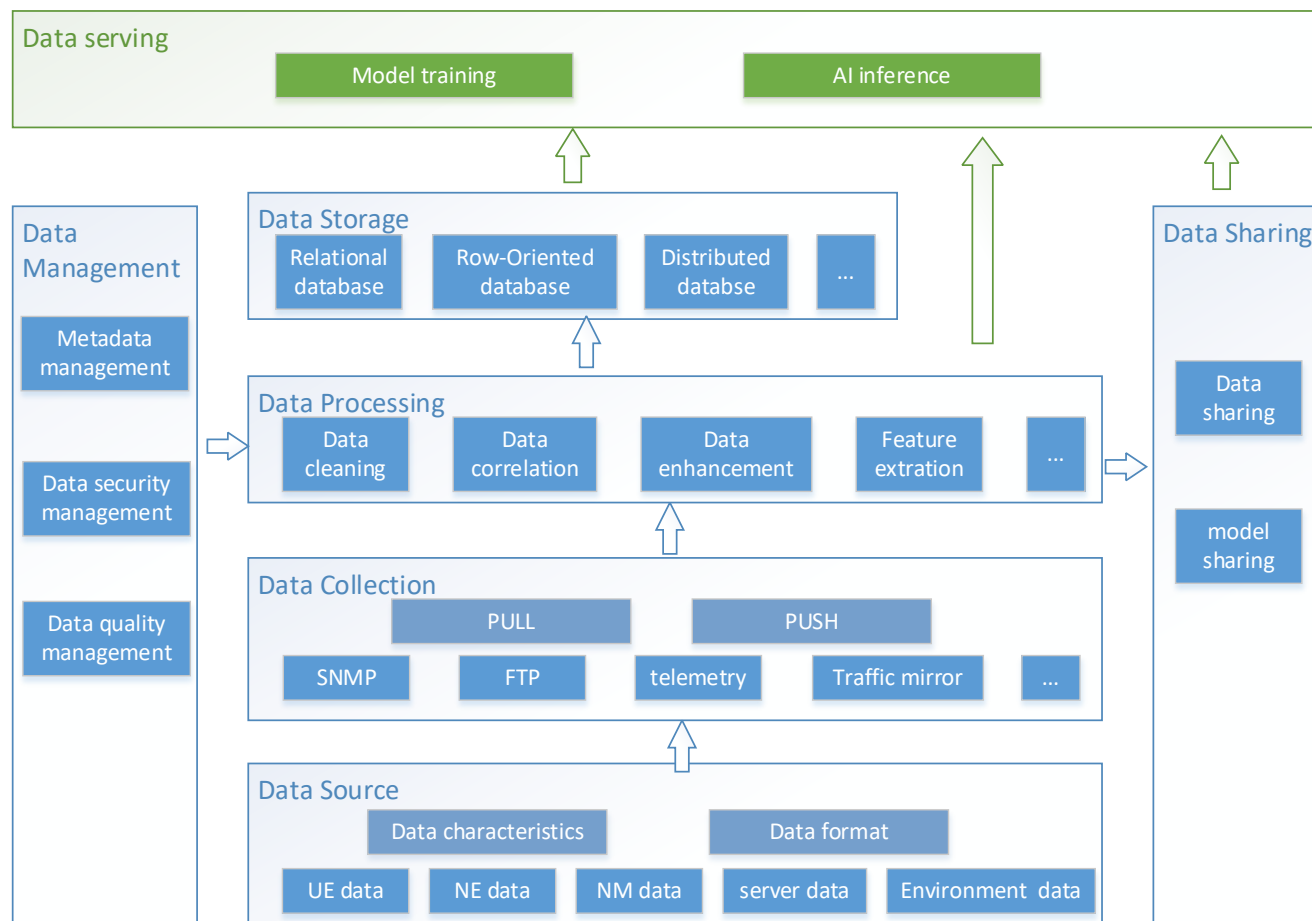 Data serving
Model training
AI inference
Data
Management
Metadata
management
Data security
management
Data quality
management
Data Storage
Relational
database
Row-Oriented
database
Distributed
databse
...
Data Processing
Data
cleaning
Data
correlation
Data
enhancement
Feature
extration
...
Data Collection
PULL
PUSH
SNMP
FTP
telemetry
Traffic mirror
...
Data Source
Data characteristics
Data format
UE data
NE data
NM data
server data
Environment  data
Data Sharing
Data
sharing
model
sharing